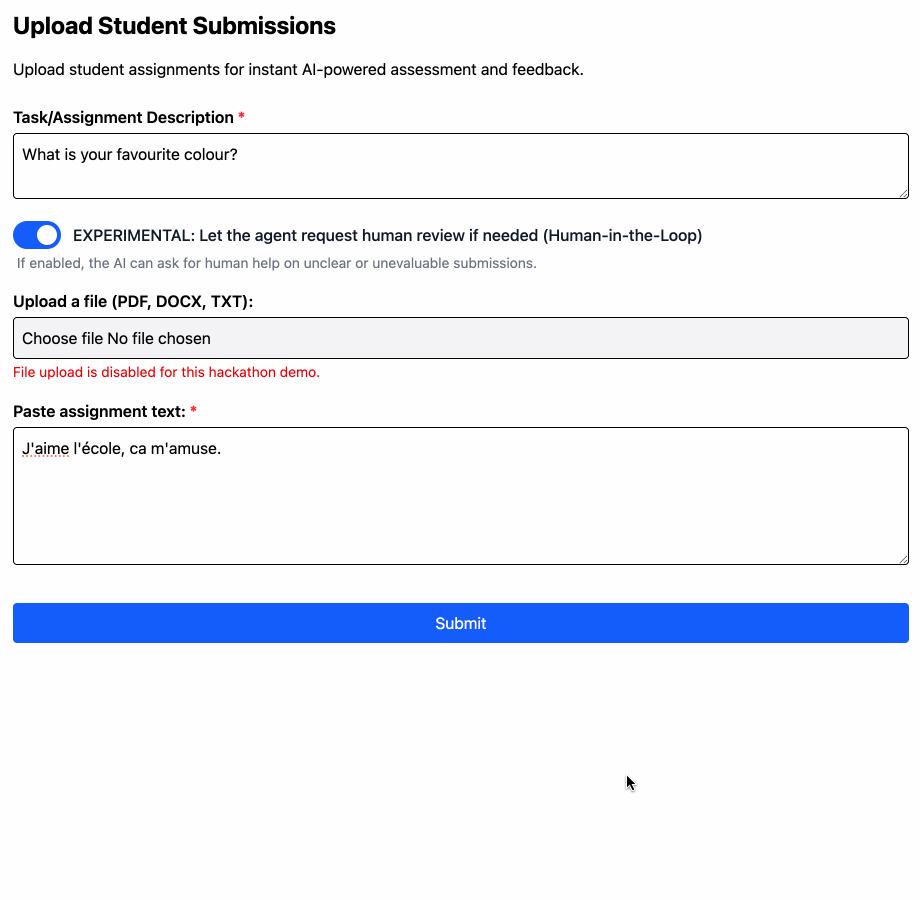 Upload Student Submissions
Upload student assignments for instant AI-powered assessment and feedback.
Task/Assignment Description *
What is your favourite colour?
EXPERIMENTAL: Let the agent request human review if needed (Human-in-the-Loop)
If enabled, the AI can ask for human help on unclear or unevaluable submissions.
Upload a file (PDF, DOCX, TXT):
Choose file No file chosen
File upload is disabled for this hackathon demo.
Paste assignment text: *
J'aime l'école, ca m'amuse.
Submit